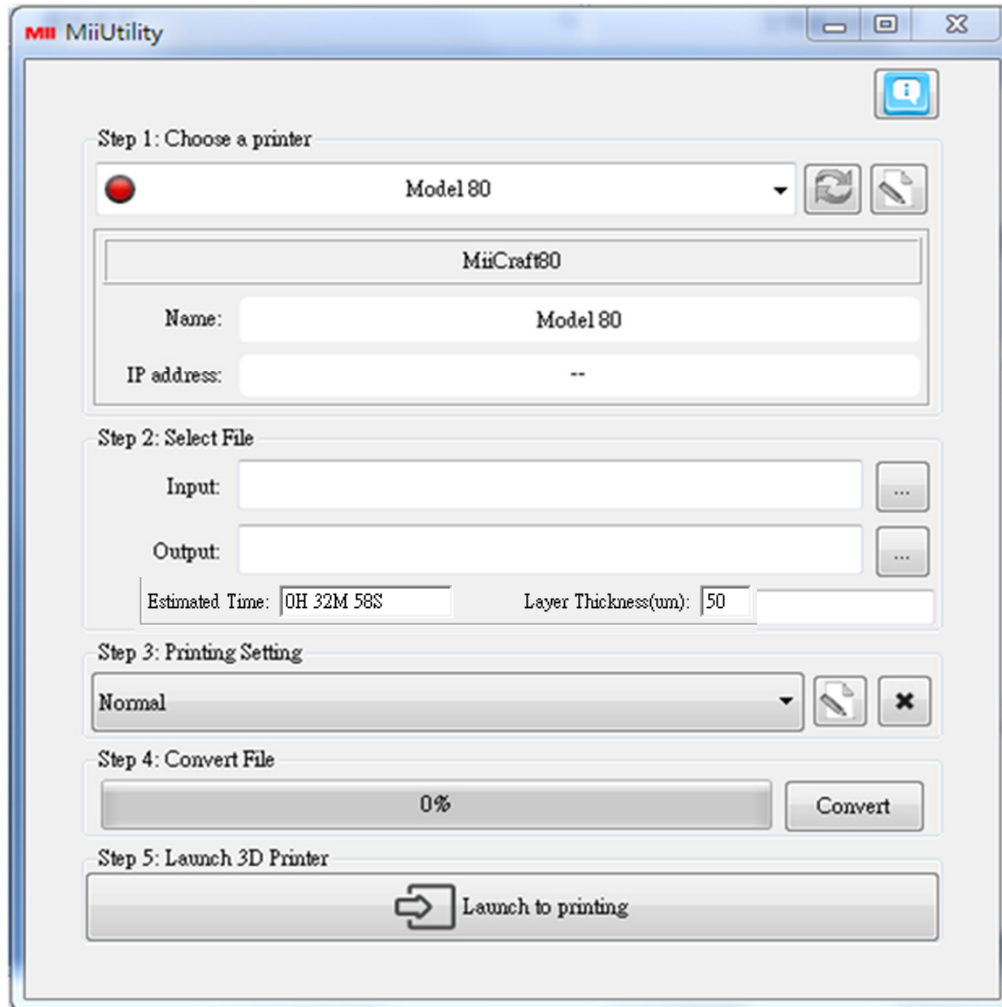 MII MiiUtility
Step 1: Choose a printer
Model 80
MiiCraft80
Name: Model 80
IP address: --
Step 2: Select File
Input: ...
Output: ...
Estimated Time: 0H 32M 58S Layer Thickness(um): 50
Step 3: Printing Setting
Normal
Step 4: Convert File
0% Convert
Step 5: Launch 3D Printer
Launch to printing